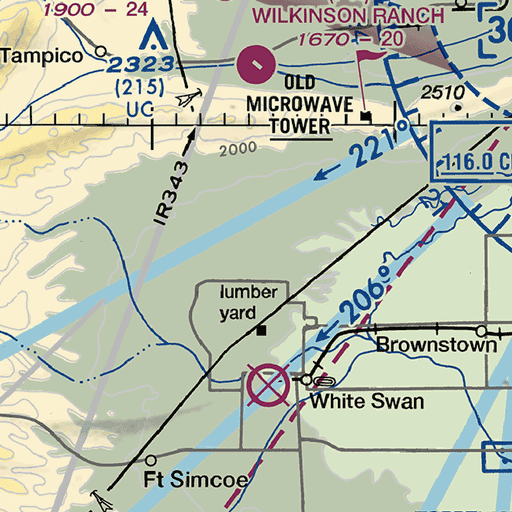 1900 - 24
WILKINSON RANCH
1670 - 20
Tampico
2323
(215)
UC
OLD
MICROWAVE
TOWER
2510
2000
221°
116.0
IR343
lumber
yard
206°
Brownstown
White Swan
Ft Simcoe